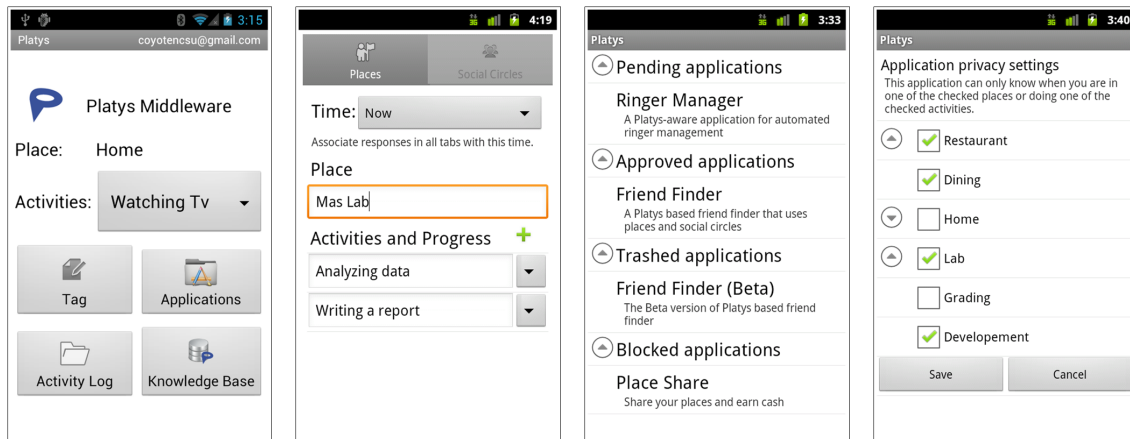 3:15
Platys coyotencsu@gmail.com
Platys Middleware
Place: Home
Activities: Watching Tv
Tag Applications
Activity Log Knowledge Base
3G 4:19
Places Social Circles
Time: Now
Associate responses in all tabs with this time.
Place
Mas Lab
Activities and Progress
Analyzing data
Writing a report
3G 3:33
Platys
Pending applications
Ringer Manager
A Platys-aware application for automated
ringer management
Approved applications
Friend Finder
A Platys based friend finder that uses
places and social circles
Trashed applications
Friend Finder (Beta)
The Beta version of Platys based friend
finder
Blocked applications
Place Share
Share your places and earn cash
3G 3:40
Platys
Application privacy settings
This application can only know when you are in
one of the checked places or doing one of the
checked activities.
Restaurant
Dining
Home
Lab
Grading
Developement
Save Cancel